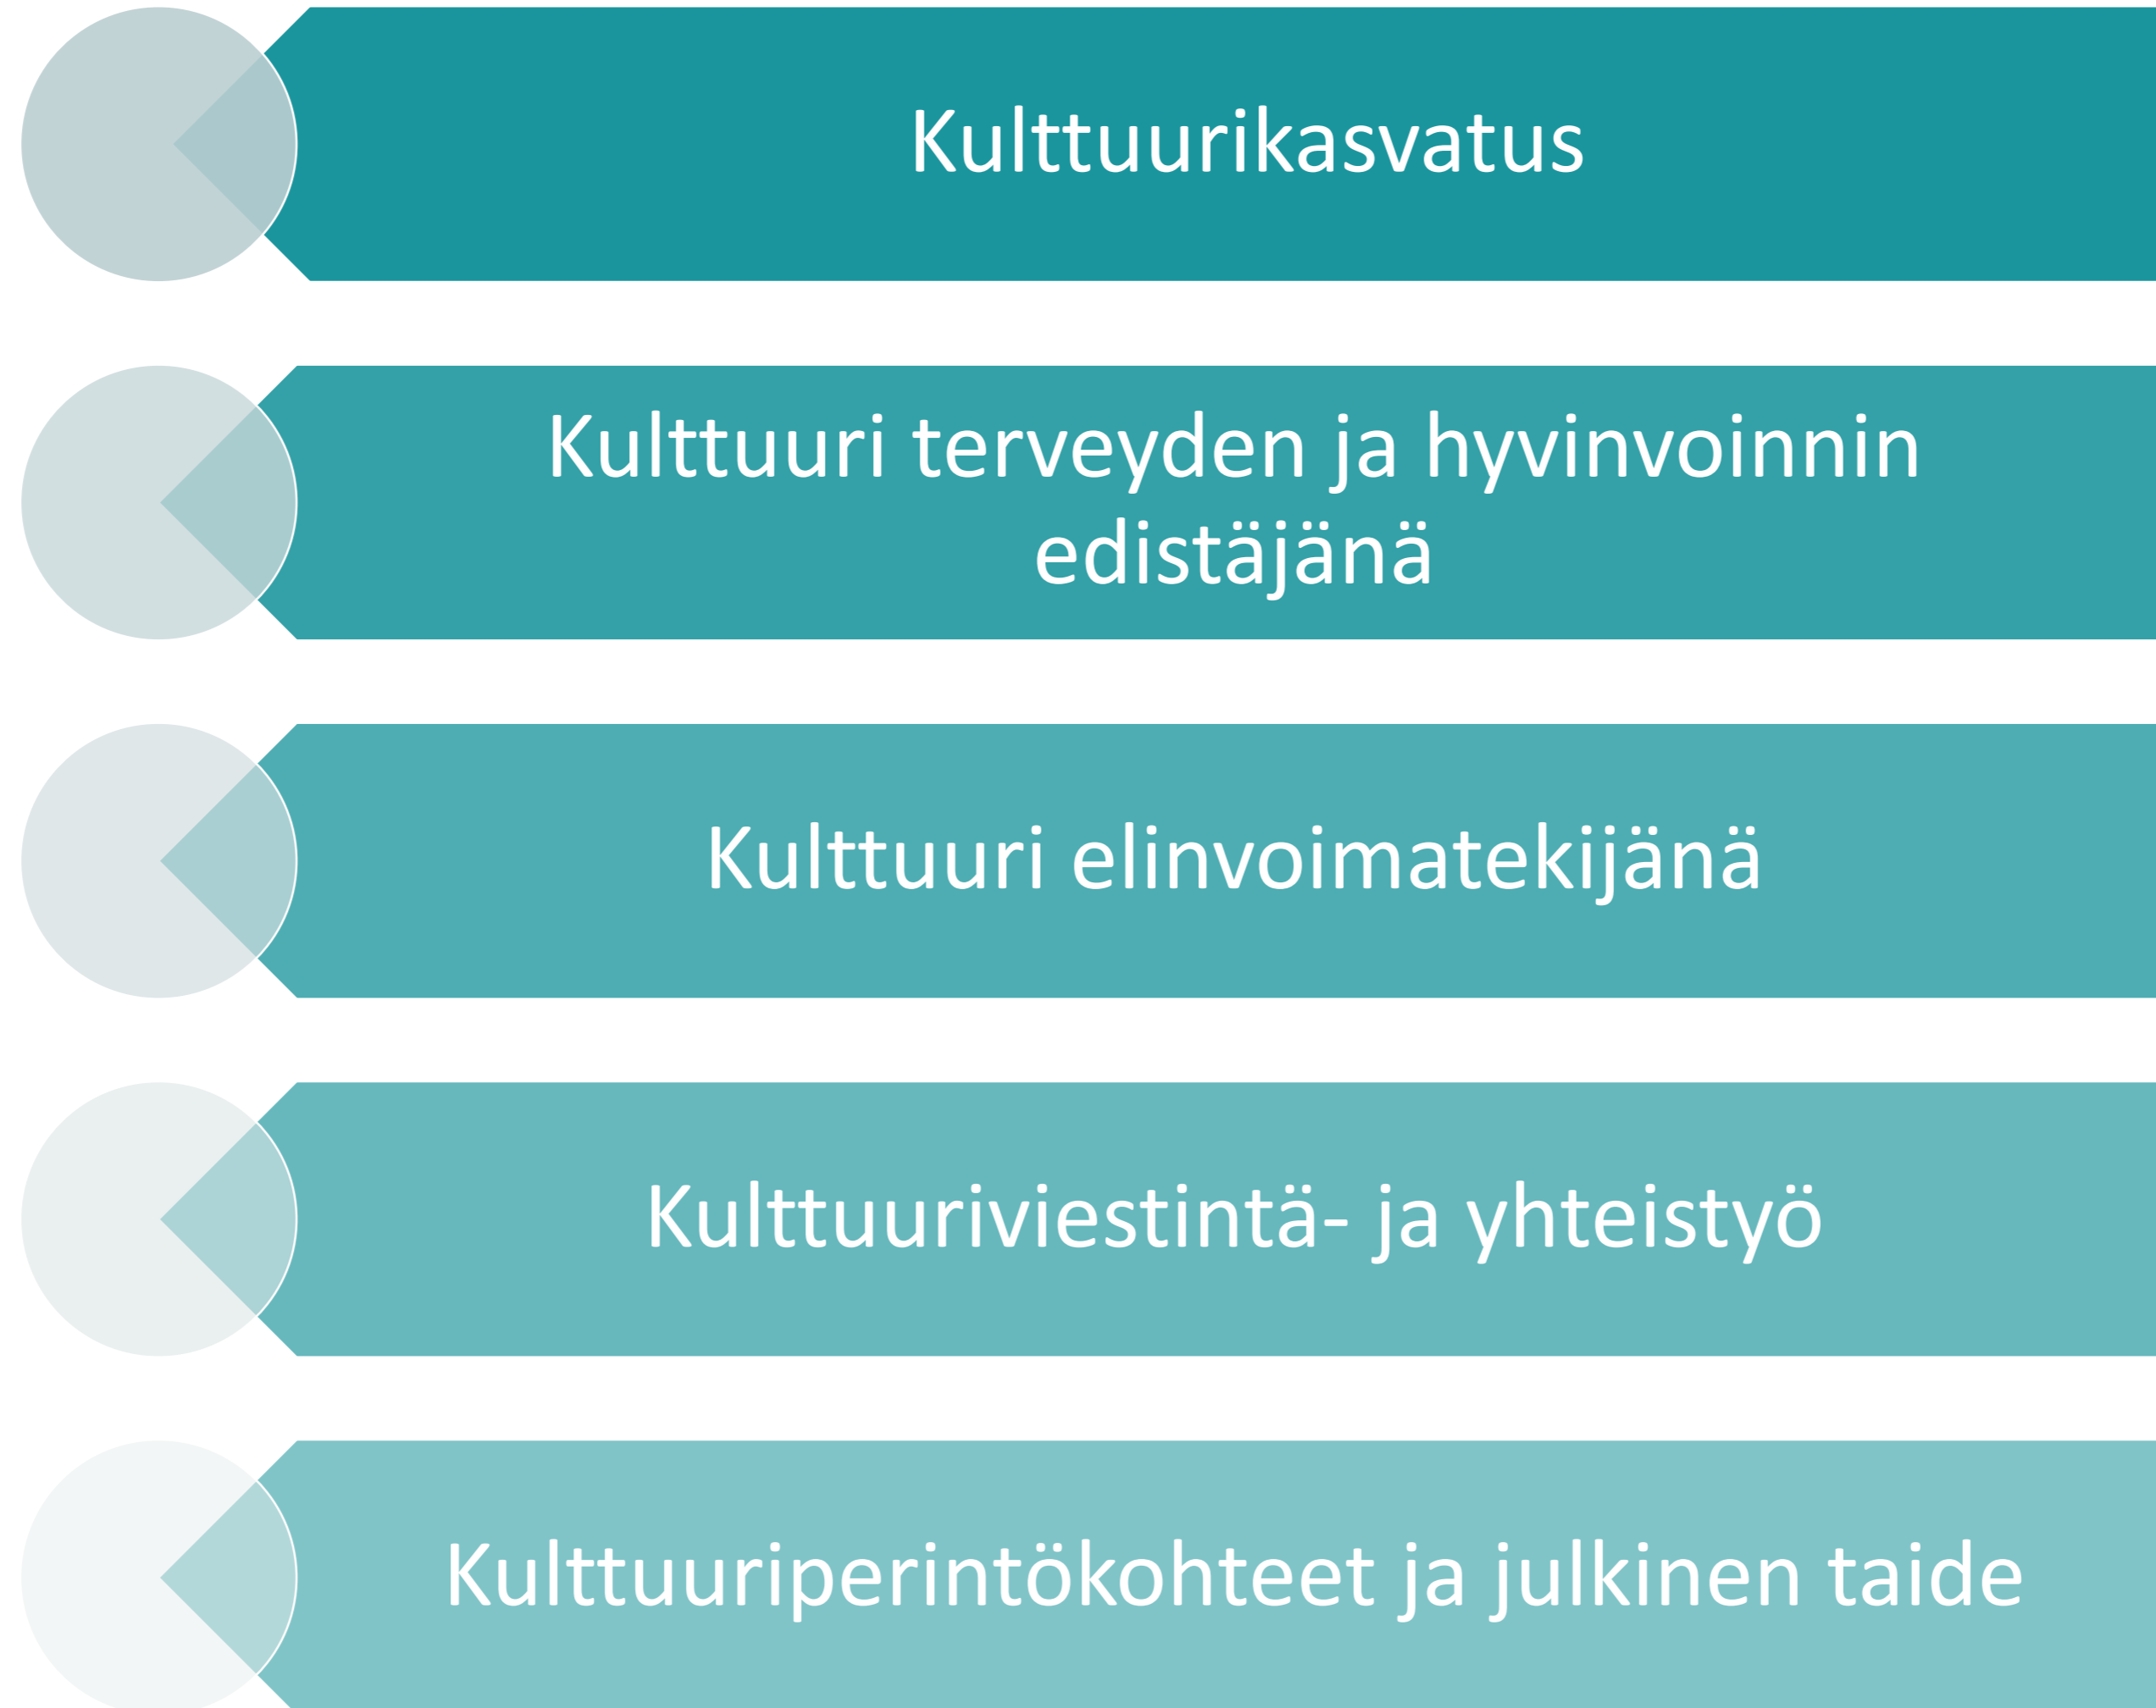 Kulttuurikasvatus
Kulttuuri terveyden ja hyvinvoinnin
edistäjänä
Kulttuuri elinvoimatekijänä
Kulttuuriviestintä- ja yhteistyö
Kulttuuriperintökohteet ja julkinen taide